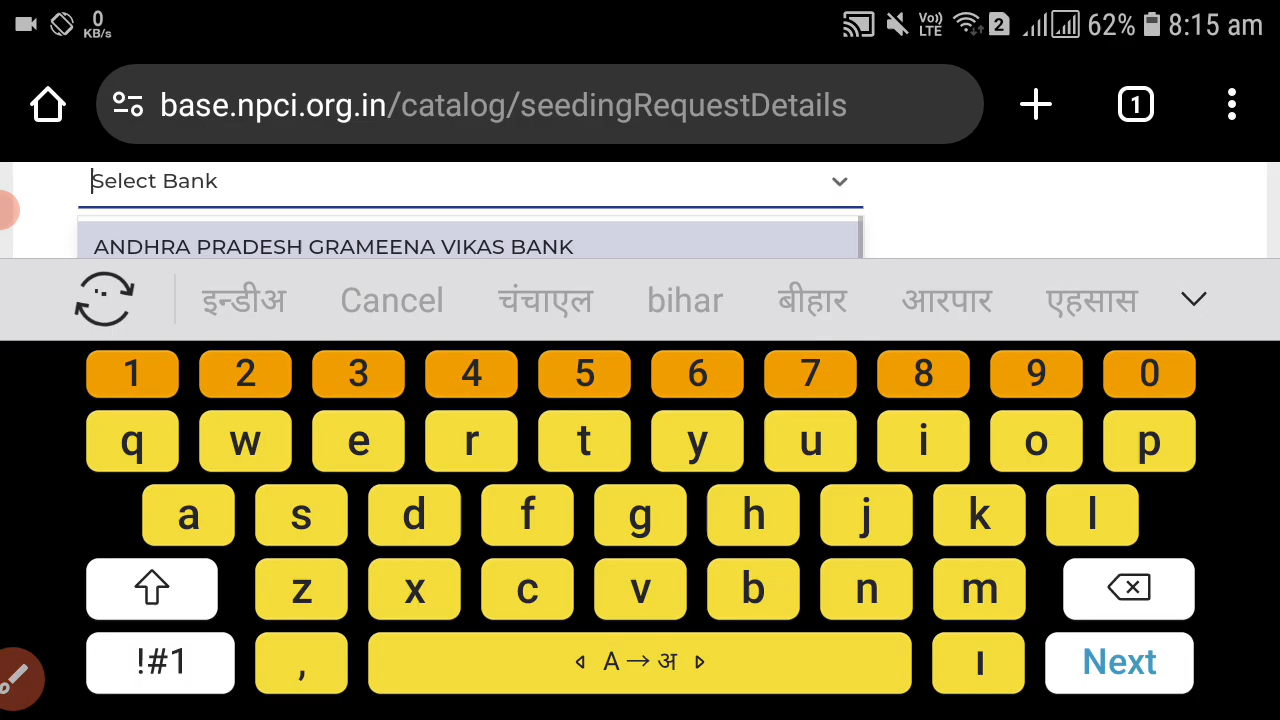 0 KB/s Vo)) LTE 2 62% 8:15 am
base.npci.org.in/catalog/seedingRequestDetails 1
Select Bank
ANDHRA PRADESH GRAMEENA VIKAS BANK
इन्डीअ Cancel चंचाएल bihar बीहार आरपार एहसास
1 2 3 4 5 6 7 8 9 0
q w e r t y u i o p
a s d f g h j k l
z x c v b n m
!#1 , A → अ । Next